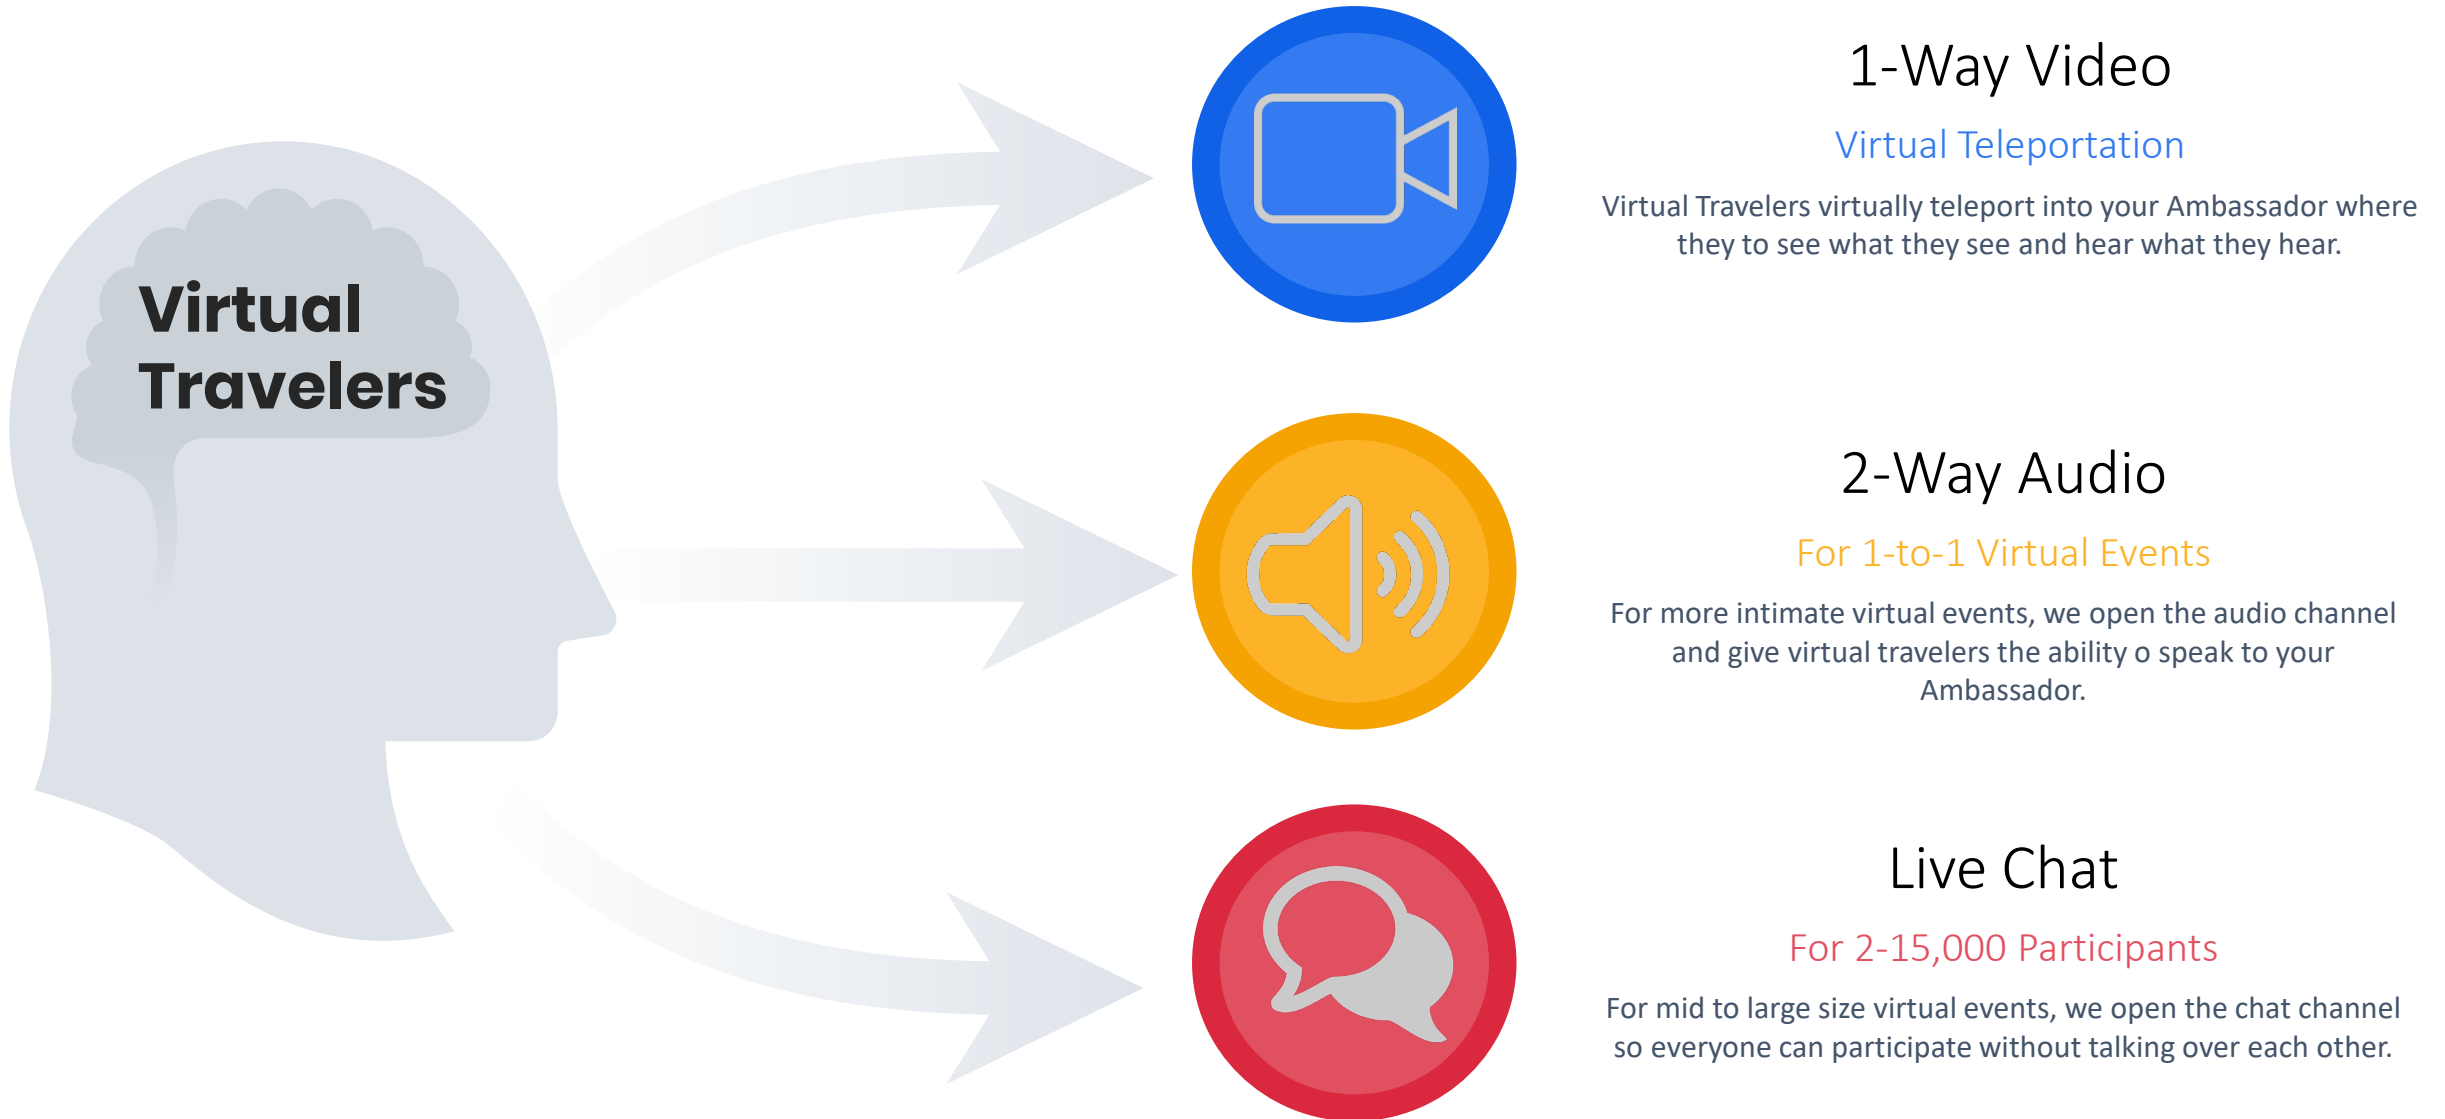 Virtual
Travelers
1-Way Video
Virtual Teleportation
Virtual Travelers virtually teleport into your Ambassador where
they to see what they see and hear what they hear.
2-Way Audio
For 1-to-1 Virtual Events
For more intimate virtual events, we open the audio channel
and give virtual travelers the ability o speak to your
Ambassador.
Live Chat
For 2-15,000 Participants
For mid to large size virtual events, we open the chat channel
so everyone can participate without talking over each other.